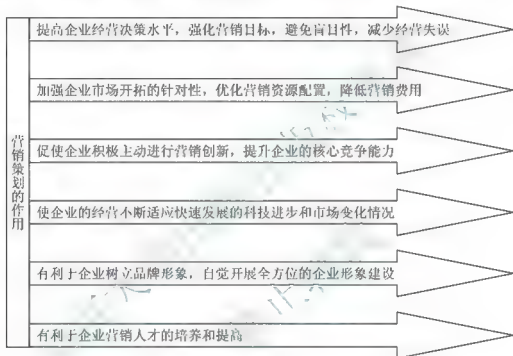 营销策划的作用
提高企业经营决策水平，强化营销目标，避免盲目性，减少经营失误
加强企业市场开拓的针对性，优化营销资源配置，降低营销费用
促使企业积极主动进行营销创新，提升企业的核心竞争能力
使企业的经营不断适应快速发展的科技进步和市场变化情况
有利于企业树立品牌形象，自觉开展全方位的企业形象建设
有利于企业营销人才的培养和提高